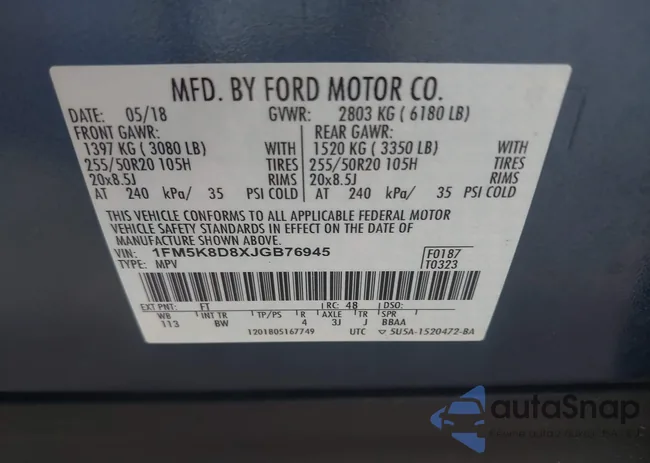 MFD. BY FORD MOTOR CO.
DATE: 05/18 GVWR: 2803 KG ( 6180 LB)
FRONT GAWR: REAR GAWR:
1397 KG ( 3080 LB) WITH 1520 KG ( 3350 LB) WITH
255/50R20 105H TIRES 255/50R20 105H TIRES
20x8.5J RIMS 20x8.5J RIMS
AT 240 kPa/ 35 PSI COLD AT 240 kPa/ 35 PSI COLD
THIS VEHICLE CONFORMS TO ALL APPLICABLE FEDERAL MOTOR
VEHICLE SAFETY STANDARDS IN EFFECT ON THE DATE OF
MANUFACTURE SHOWN ABOVE.
VIN: 1FM5K8D8XJGB76945 F0187
TYPE: MPV T0323
EXT PNT: FT RC: 48 DSO:
WB INT TR TP/PS R AXLE TR SPR
113 BW 4 3J J BBAA
1201805167749 UTC ▽ 5U5A-1520472-BA
autoSnap